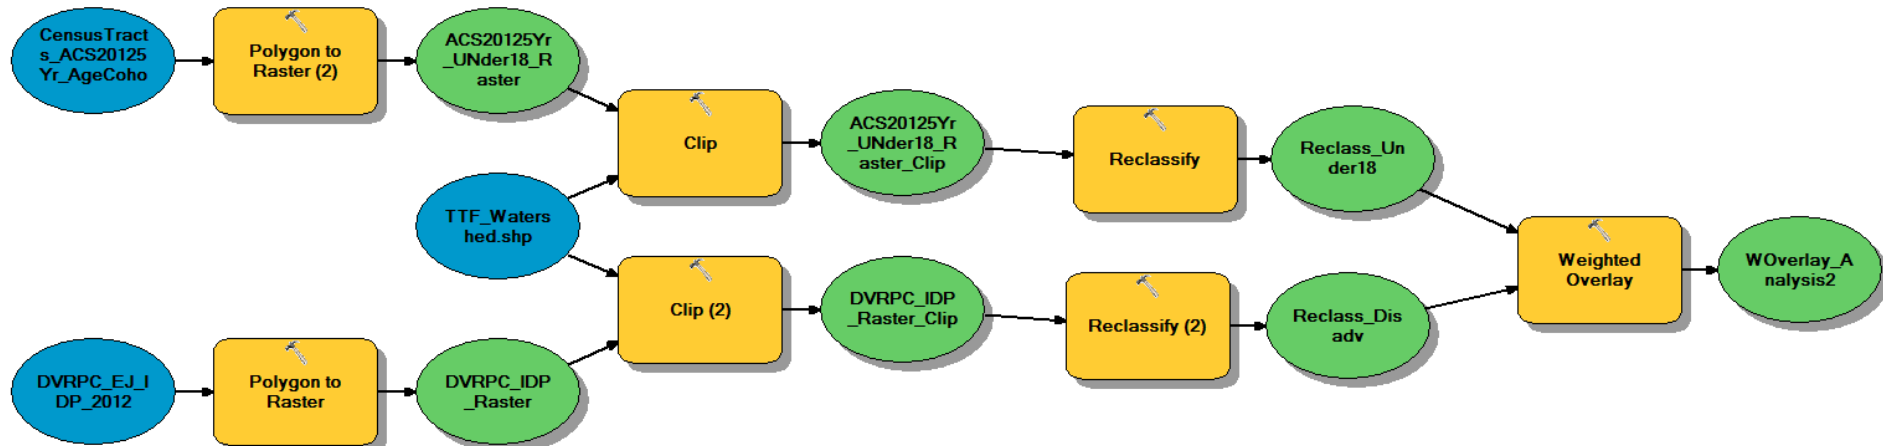 CensusTract
s_ACS20125
Yr_AgeCoho
Polygon to
Raster (2)
ACS20125Yr
_UNder18_R
aster
Clip
ACS20125Yr
_UNder18_R
aster_Clip
Reclassify
Reclass_Un
der18
TTF_Waters
hed.shp
Weighted
Overlay
WOverlay_A
nalysis2
Clip (2)
DVRPC_IDP
_Raster_Clip
Reclassify (2)
Reclass_Dis
adv
DVRPC_EJ_I
DP_2012
Polygon to
Raster
DVRPC_IDP
_Raster